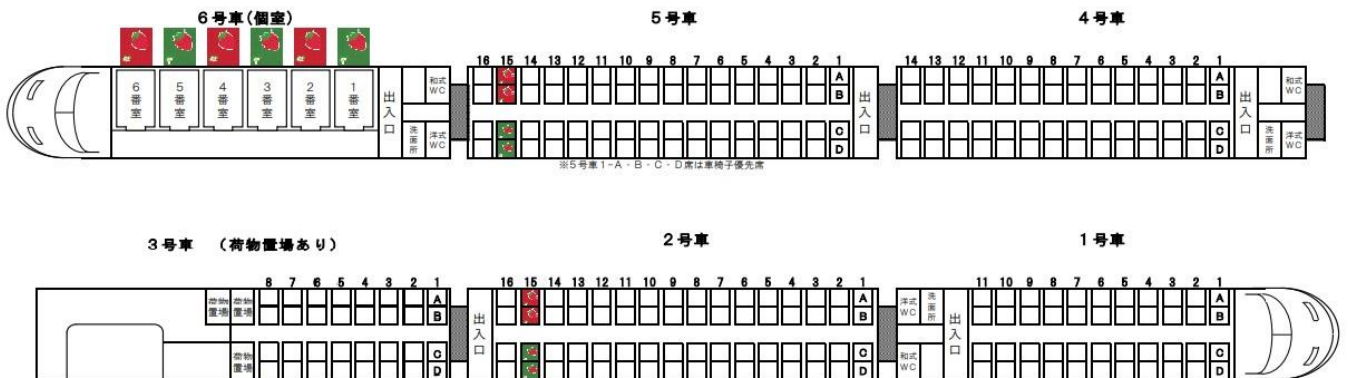 6号車(個室)
5号車
4号車
16 15 14 13 12 11 10 9 8 7 6 5 4 3 2 1
14 13 12 11 10 9 8 7 6 5 4 3 2 1
6番室 5番室 4番室 3番室 2番室 1番室
出入口
和式WC
洗面所
洋式WC
A
B
C
D
出入口
A
B
C
D
出入口
和式WC
洗面所
洋式WC
※5号車1-A・B・C・D席は車椅子優先席
3号車 (荷物置場あり)
2号車
1号車
8 7 6 5 4 3 2 1
16 15 14 13 12 11 10 9 8 7 6 5 4 3 2 1
11 10 9 8 7 6 5 4 3 2 1
荷物置場
荷物置場
荷物置場
A
B
C
D
出入口
A
B
C
D
洋式WC
洗面所
和式WC
出入口
A
B
C
D